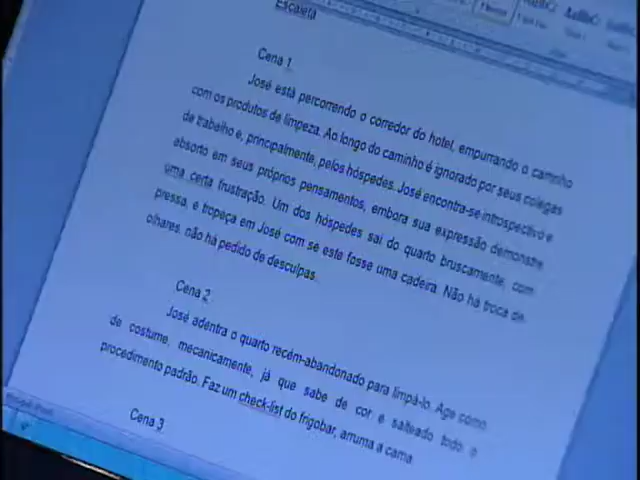 Escaleta
Cena 1
José está percorrendo o corredor do hotel, empurrando o carrinho
com os produtos de limpeza. Ao longo do caminho é ignorado por seus colegas
de trabalho e, principalmente, pelos hóspedes. José encontra-se introspectivo e
absorto em seus próprios pensamentos, embora sua expressão demonstre
uma certa frustração. Um dos hóspedes sai do quarto bruscamente, com
pressa, e tropeça em José com se este fosse uma cadeira. Não há troca de
olhares, não há pedido de desculpas.
Cena 2
José adentra o quarto recém-abandonado para limpá-lo. Age como
de costume, mecanicamente, já que sabe de cor e salteado todo o
procedimento padrão. Faz um check-list do frigobar, arruma a cama
Cena 3